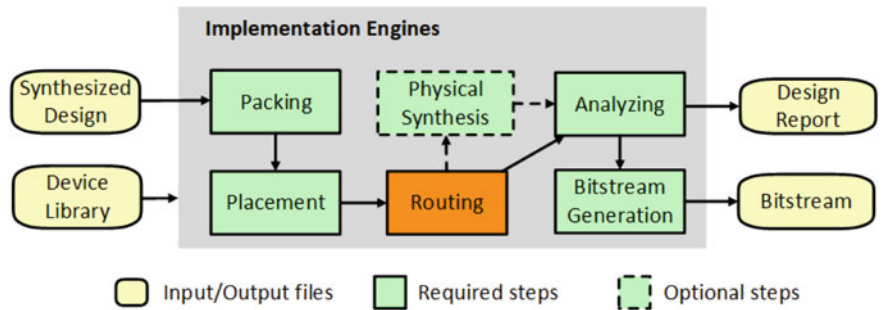 Implementation Engines
Synthesized
Design
Packing
Physical
Synthesis
Analyzing
Design
Report
Device
Library
Placement
Routing
Bitstream
Generation
Bitstream
Input/Output files
Required steps
Optional steps